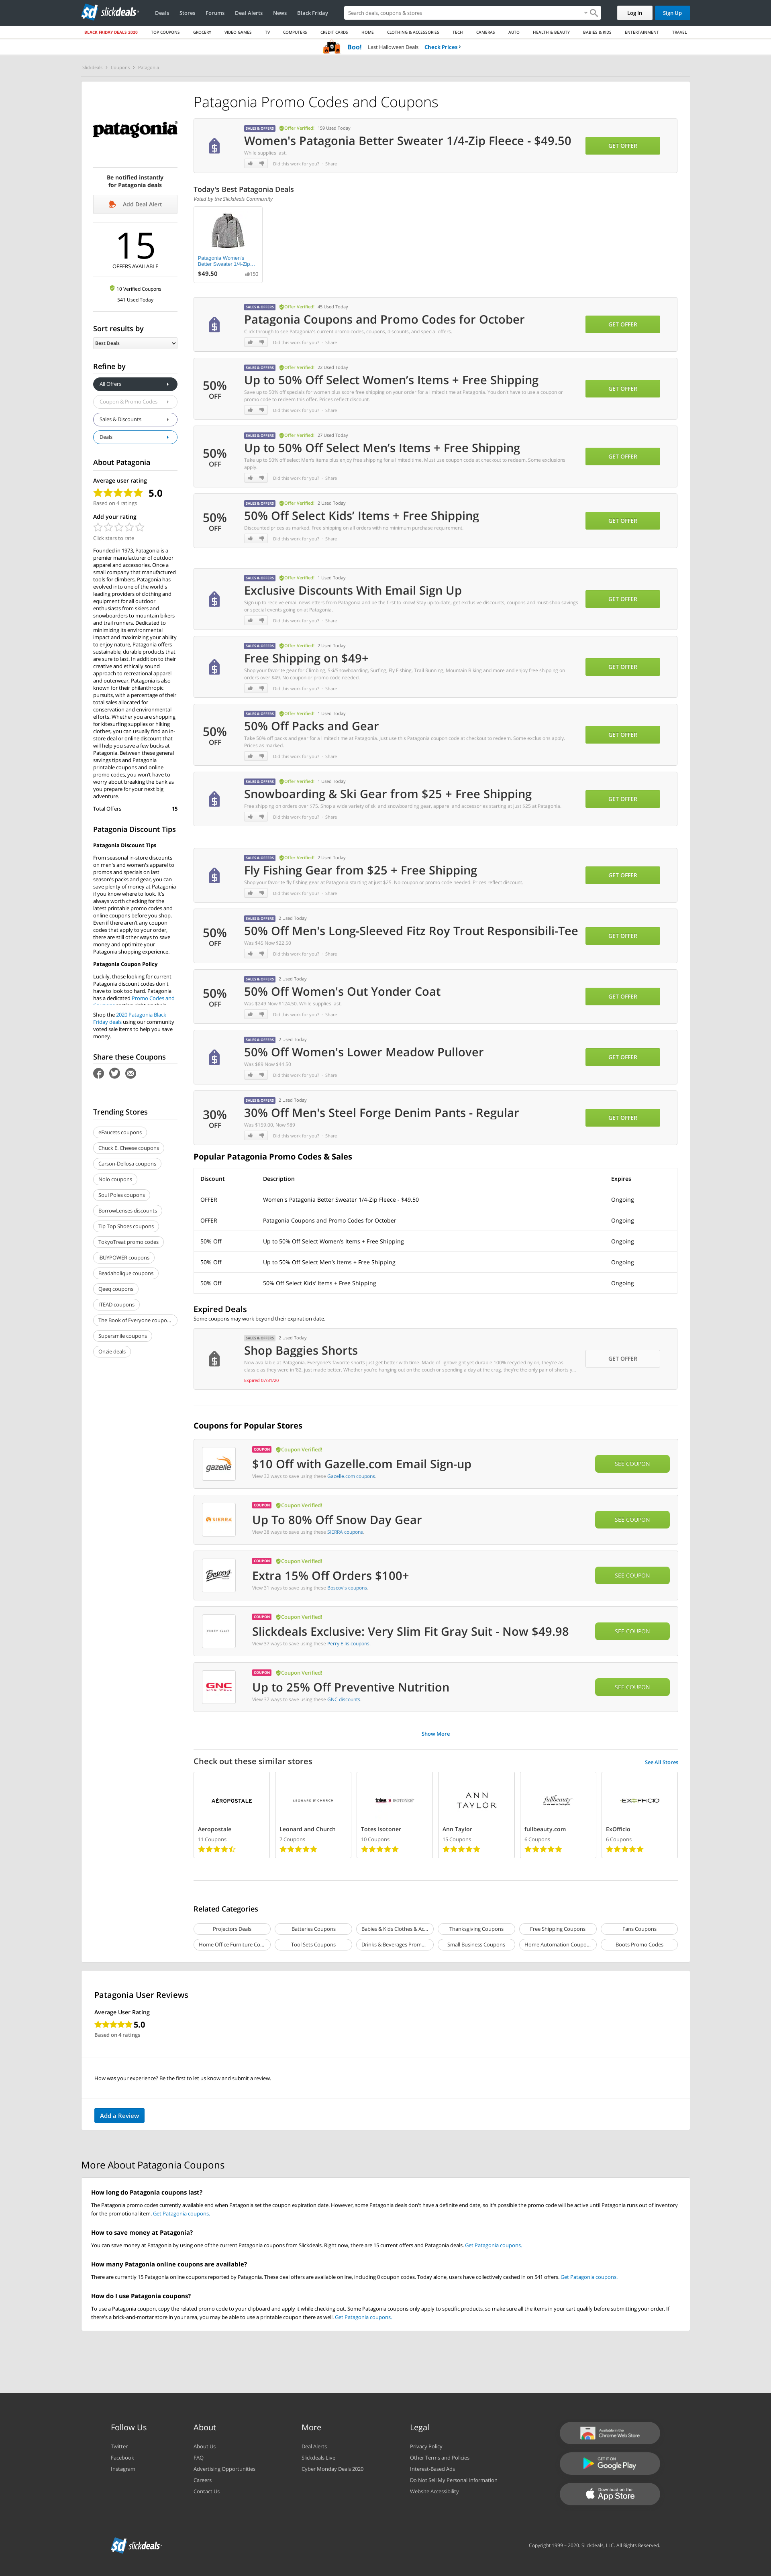 slickdeals
Deals Stores Forums Deal Alerts News Black Friday
Search deals, coupons & stores
Log In Sign Up
BLACK FRIDAY DEALS 2020 TOP COUPONS GROCERY VIDEO GAMES TV COMPUTERS CREDIT CARDS HOME CLOTHING & ACCESSORIES TECH CAMERAS AUTO HEALTH & BEAUTY BABIES & KIDS ENTERTAINMENT TRAVEL
Boo! Last Halloween Deals Check Prices
Slickdeals Coupons Patagonia
patagonia
Be notified instantly
for Patagonia deals
Add Deal Alert
15
OFFERS AVAILABLE
10 Verified Coupons
541 Used Today
Sort results by
Best Deals
Refine by
All Offers
Coupon & Promo Codes
Sales & Discounts
Deals
About Patagonia
Average user rating
5.0
Based on 4 ratings
Add your rating
Click stars to rate
Founded in 1973, Patagonia is a
premier manufacturer of outdoor
apparel and accessories. Once a
small company that manufactured
tools for climbers, Patagonia has
evolved into one of the world's
leading providers of clothing and
equipment for all outdoor
enthusiasts from skiers and
snowboarders to mountain bikers
and trail runners. Dedicated to
minimizing its environmental
impact and maximizing your ability
to enjoy nature, Patagonia offers
sustainable, durable products that
are sure to last. In addition to their
creative and ethically sound
approach to recreational apparel
and outerwear, Patagonia is also
known for their philanthropic
pursuits, with a percentage of their
total sales allocated for
conservation and environmental
efforts. Whether you are shopping
for kitesurfing supplies or hiking
clothes, you can usually find an in-
store deal or online discount that
will help you save a few bucks at
Patagonia. Between these general
savings tips and Patagonia
printable coupons and online
promo codes, you won't have to
worry about breaking the bank as
you prepare for your next big
adventure.
Total Offers 15
Patagonia Discount Tips
Patagonia Discount Tips
From seasonal in-store discounts
on men's and women's apparel to
promos and specials on last
season's packs and gear, you can
save plenty of money at Patagonia
if you know where to look. It's
always worth checking for the
latest printable promo codes and
online coupons before you shop.
Even if there aren't any coupon
codes that apply to your order,
there are still other ways to save
money and optimize your
Patagonia shopping experience.
Patagonia Coupon Policy
Luckily, those looking for current
Patagonia discount codes don't
have to look too hard. Patagonia
has a dedicated Promo Codes and
Shop the 2020 Patagonia Black
Friday deals using our community
voted sale items to help you save
money.
Share these Coupons
Trending Stores
eFaucets coupons
Chuck E. Cheese coupons
Carson-Dellosa coupons
Nolo coupons
Soul Poles coupons
BorrowLenses discounts
Tip Top Shoes coupons
TokyoTreat promo codes
iBUYPOWER coupons
Beadaholique coupons
Qeeq coupons
ITEAD coupons
The Book of Everyone coupo...
Supersmile coupons
Onzie deals
Patagonia Promo Codes and Coupons
SALES & OFFERS Offer Verified! 159 Used Today
Women's Patagonia Better Sweater 1/4-Zip Fleece - $49.50
While supplies last.
Did this work for you? · Share
GET OFFER
Today's Best Patagonia Deals
Voted by the Slickdeals Community
Patagonia Women's
Better Sweater 1/4-Zip...
$49.50 150
SALES & OFFERS Offer Verified! 45 Used Today
Patagonia Coupons and Promo Codes for October
Click through to see Patagonia's current promo codes, coupons, discounts, and special offers.
Did this work for you? · Share
GET OFFER
50%
OFF
SALES & OFFERS Offer Verified! 22 Used Today
Up to 50% Off Select Women's Items + Free Shipping
Save up to 50% off specials for women plus score free shipping on your order for a limited time at Patagonia. You don't have to use a coupon or
promo code to redeem this offer. Prices reflect discount.
Did this work for you? · Share
GET OFFER
50%
OFF
SALES & OFFERS Offer Verified! 27 Used Today
Up to 50% Off Select Men's Items + Free Shipping
Take up to 50% off select Men's items plus enjoy free shipping for a limited time. Must use coupon code at checkout to redeem. Some exclusions
apply.
Did this work for you? · Share
GET OFFER
50%
OFF
SALES & OFFERS Offer Verified! 2 Used Today
50% Off Select Kids' Items + Free Shipping
Discounted prices as marked. Free shipping on all orders with no minimum purchase requirement.
Did this work for you? · Share
GET OFFER
SALES & OFFERS Offer Verified! 1 Used Today
Exclusive Discounts With Email Sign Up
Sign up to receive email newsletters from Patagonia and be the first to know! Stay up-to-date, get exclusive discounts, coupons and must-shop savings
or special events going on at Patagonia.
Did this work for you? · Share
GET OFFER
SALES & OFFERS Offer Verified! 2 Used Today
Free Shipping on $49+
Shop your favorite gear for Climbing, Ski/Snowboarding, Surfing, Fly Fishing, Trail Running, Mountain Biking and more and enjoy free shipping on
orders over $49. No coupon or promo code needed.
Did this work for you? · Share
GET OFFER
50%
OFF
SALES & OFFERS Offer Verified! 1 Used Today
50% Off Packs and Gear
Take 50% off packs and gear for a limited time at Patagonia. Just use this Patagonia coupon code at checkout to redeem. Some exclusions apply.
Prices as marked.
Did this work for you? · Share
GET OFFER
SALES & OFFERS Offer Verified! 1 Used Today
Snowboarding & Ski Gear from $25 + Free Shipping
Free shipping on orders over $75. Shop a wide variety of ski and snowboarding gear, apparel and accessories starting at just $25 at Patagonia.
Did this work for you? · Share
GET OFFER
SALES & OFFERS Offer Verified! 2 Used Today
Fly Fishing Gear from $25 + Free Shipping
Shop your favorite fly fishing gear at Patagonia starting at just $25. No coupon or promo code needed. Prices reflect discount.
Did this work for you? · Share
GET OFFER
50%
OFF
SALES & OFFERS 2 Used Today
50% Off Men's Long-Sleeved Fitz Roy Trout Responsibili-Tee
Was $45 Now $22.50
Did this work for you? · Share
GET OFFER
50%
OFF
SALES & OFFERS 2 Used Today
50% Off Women's Out Yonder Coat
Was $249 Now $124.50. While supplies last.
Did this work for you? · Share
GET OFFER
SALES & OFFERS 2 Used Today
50% Off Women's Lower Meadow Pullover
Was $89 Now $44.50
Did this work for you? · Share
GET OFFER
30%
OFF
SALES & OFFERS 2 Used Today
30% Off Men's Steel Forge Denim Pants - Regular
Was $139.00, Now $89
Did this work for you? · Share
GET OFFER
Popular Patagonia Promo Codes & Sales
Discount Description Expires
OFFER Women's Patagonia Better Sweater 1/4-Zip Fleece - $49.50 Ongoing
OFFER Patagonia Coupons and Promo Codes for October Ongoing
50% Off Up to 50% Off Select Women's Items + Free Shipping Ongoing
50% Off Up to 50% Off Select Men's Items + Free Shipping Ongoing
50% Off 50% Off Select Kids' Items + Free Shipping Ongoing
Expired Deals
Some coupons may work beyond their expiration date.
SALES & OFFERS 2 Used Today
Shop Baggies Shorts
Now available at Patagonia. Everyone's favorite shorts just get better with time. Made of lightweight yet durable 100% recycled nylon, they're as
classic as they were in '82, just made better. Whether you're hanging out on the couch or spending a day at the crag, they're the only pair of shorts y...
Expired 07/31/20
GET OFFER
Coupons for Popular Stores
gazelle
COUPON Coupon Verified!
$10 Off with Gazelle.com Email Sign-up
View 32 ways to save using these Gazelle.com coupons.
SEE COUPON
SIERRA
COUPON Coupon Verified!
Up To 80% Off Snow Day Gear
View 38 ways to save using these SIERRA coupons.
SEE COUPON
Boscov's
COUPON Coupon Verified!
Extra 15% Off Orders $100+
View 31 ways to save using these Boscov's coupons.
SEE COUPON
PERRY ELLIS
COUPON Coupon Verified!
Slickdeals Exclusive: Very Slim Fit Gray Suit - Now $49.98
View 37 ways to save using these Perry Ellis coupons.
SEE COUPON
GNC
LIVE WELL
COUPON Coupon Verified!
Up to 25% Off Preventive Nutrition
View 37 ways to save using these GNC discounts.
SEE COUPON
Show More
Check out these similar stores See All Stores
AÉROPOSTALE LEONARD & CHURCH totes ISOTONER ANN TAYLOR fullbeauty EXOFFICIO
Aeropostale Leonard and Church Totes Isotoner Ann Taylor fullbeauty.com ExOfficio
11 Coupons 7 Coupons 10 Coupons 15 Coupons 6 Coupons 6 Coupons
Related Categories
Projectors Deals Batteries Coupons Babies & Kids Clothes & Ac... Thanksgiving Coupons Free Shipping Coupons Fans Coupons
Home Office Furniture Co... Tool Sets Coupons Drinks & Beverages Prom... Small Business Coupons Home Automation Coupo... Boots Promo Codes
Patagonia User Reviews
Average User Rating
5.0
Based on 4 ratings
How was your experience? Be the first to let us know and submit a review.
Add a Review
More About Patagonia Coupons
How long do Patagonia coupons last?
The Patagonia promo codes currently available end when Patagonia set the coupon expiration date. However, some Patagonia deals don't have a definite end date, so it's possible the promo code will be active until Patagonia runs out of inventory
for the promotional item. Get Patagonia coupons.
How to save money at Patagonia?
You can save money at Patagonia by using one of the current Patagonia coupons from Slickdeals. Right now, there are 15 current offers and Patagonia deals. Get Patagonia coupons.
How many Patagonia online coupons are available?
There are currently 15 Patagonia online coupons reported by Patagonia. These deal offers are available online, including 0 coupon codes. Today alone, users have collectively cashed in on 541 offers. Get Patagonia coupons.
How do I use Patagonia coupons?
To use a Patagonia coupon, copy the related promo code to your clipboard and apply it while checking out. Some Patagonia coupons only apply to specific products, so make sure all the items in your cart qualify before submitting your order. If
there's a brick-and-mortar store in your area, you may be able to use a printable coupon there as well. Get Patagonia coupons.
Follow Us About More Legal
Twitter About Us Deal Alerts Privacy Policy
Facebook FAQ Slickdeals Live Other Terms and Policies
Instagram Advertising Opportunities Cyber Monday Deals 2020 Interest-Based Ads
Careers Do Not Sell My Personal Information
Contact Us Website Accessibility
Available in the
Chrome Web Store
GET IT ON
Google Play
Download on the
App Store
slickdeals
Copyright 1999 - 2020. Slickdeals, LLC. All Rights Reserved.